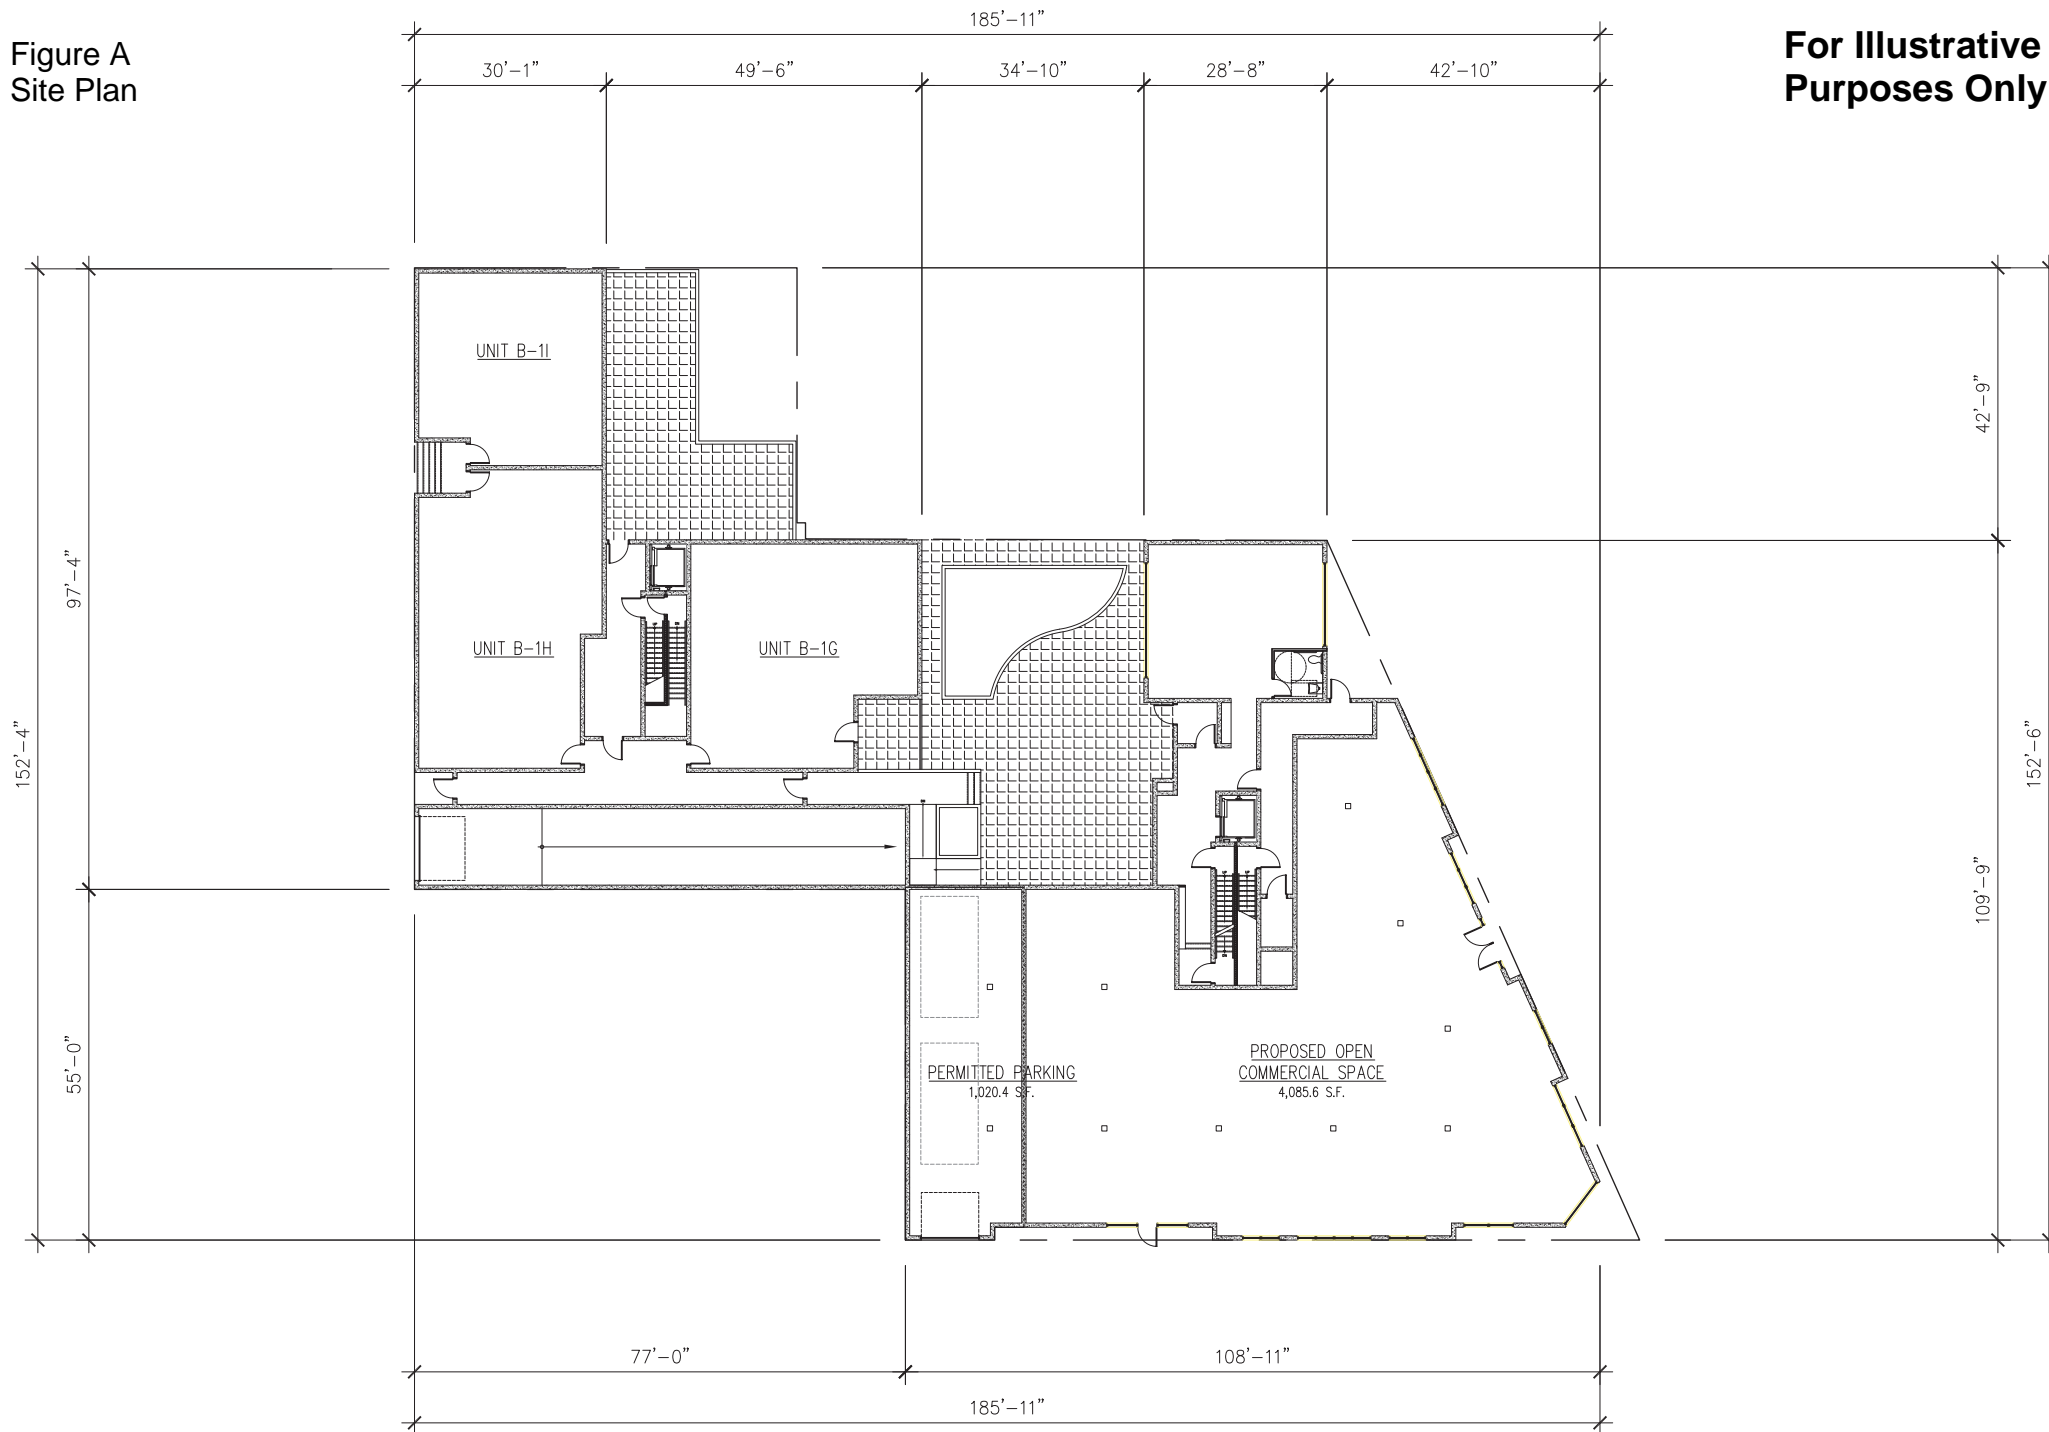 185'-11"
Figure A
Site Plan
For Illustrative
Purposes Only
30'-1"
49'-6"
34'-10"
28'-8"
42'-10"
UNIT B-1I
42'-9"
97'-4"
UNIT B-1H
UNIT B-1G
152'-4"
152'-6"
109'-9"
55'-0"
PERMITTED PARKING
1,020.4 S.F.
PROPOSED OPEN
COMMERCIAL SPACE
4,085.6 S.F.
77'-0"
108'-11"
185'-11"